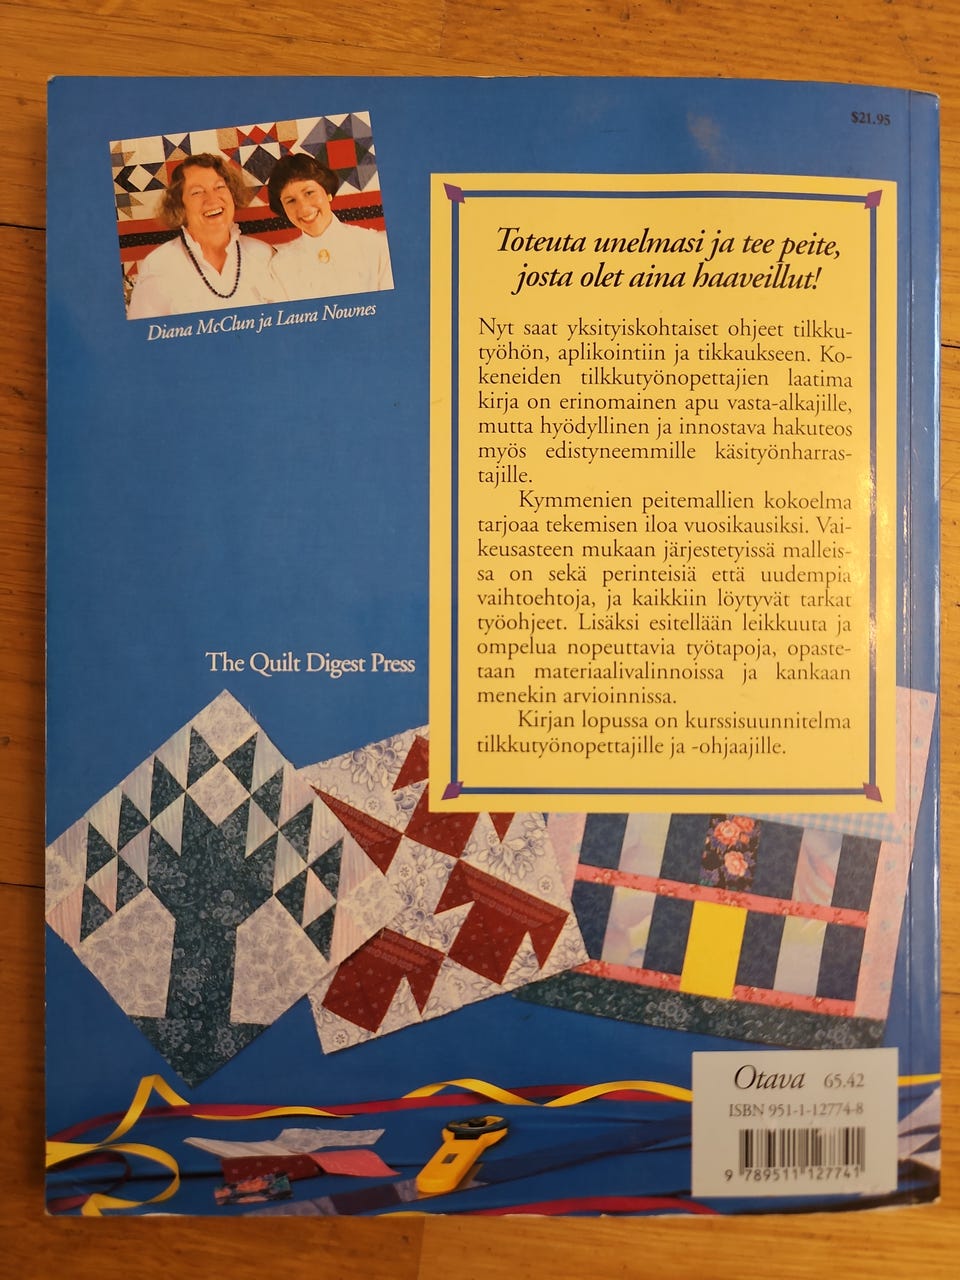 $21.95
Diana McClun ja Laura Nownes
Toteuta unelmasi ja tee peite,
josta olet aina haaveillut!
Nyt saat yksityiskohtaiset ohjeet tilkku-
työhön, aplikointiin ja tikkaukseen. Ko-
keneiden tilkkutyönopettajien laatima
kirja on erinomainen apu vasta-alkajille,
mutta hyödyllinen ja innostava hakuteos
myös edistyneemmille käsityönharras-
tajille.
Kymmenien peitemallien kokoelma
tarjoaa tekemisen iloa vuosikausiksi. Vai-
keusasteen mukaan järjestetyissä malleis-
sa on sekä perinteisiä että uudempia
vaihtoehtoja, ja kaikkiin löytyvät tarkat
työohjeet. Lisäksi esitellään leikkuuta ja
ompelua nopeuttavia työtapoja, opaste-
taan materiaalivalinnoissa ja kankaan
menekin arvioinnissa.
Kirjan lopussa on kurssisuunnitelma
tilkkutyönopettajille ja -ohjaajille.
The Quilt Digest Press
Otava 65.42
ISBN 951-1-12774-8
9 789511 127741